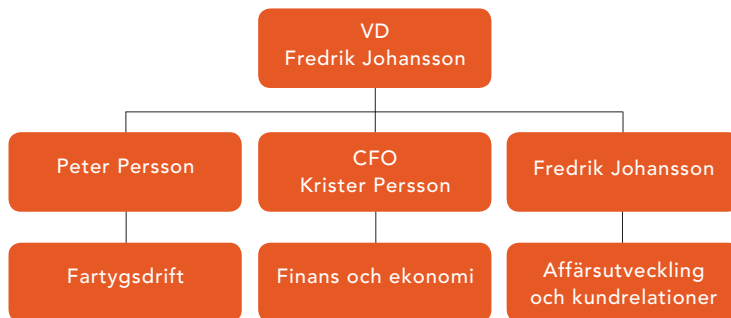 VD
Fredrik Johansson
Peter Persson
CFO
Krister Persson
Fredrik Johansson
Fartygsdrift
Finans och ekonomi
Affärsutveckling
och kundrelationer